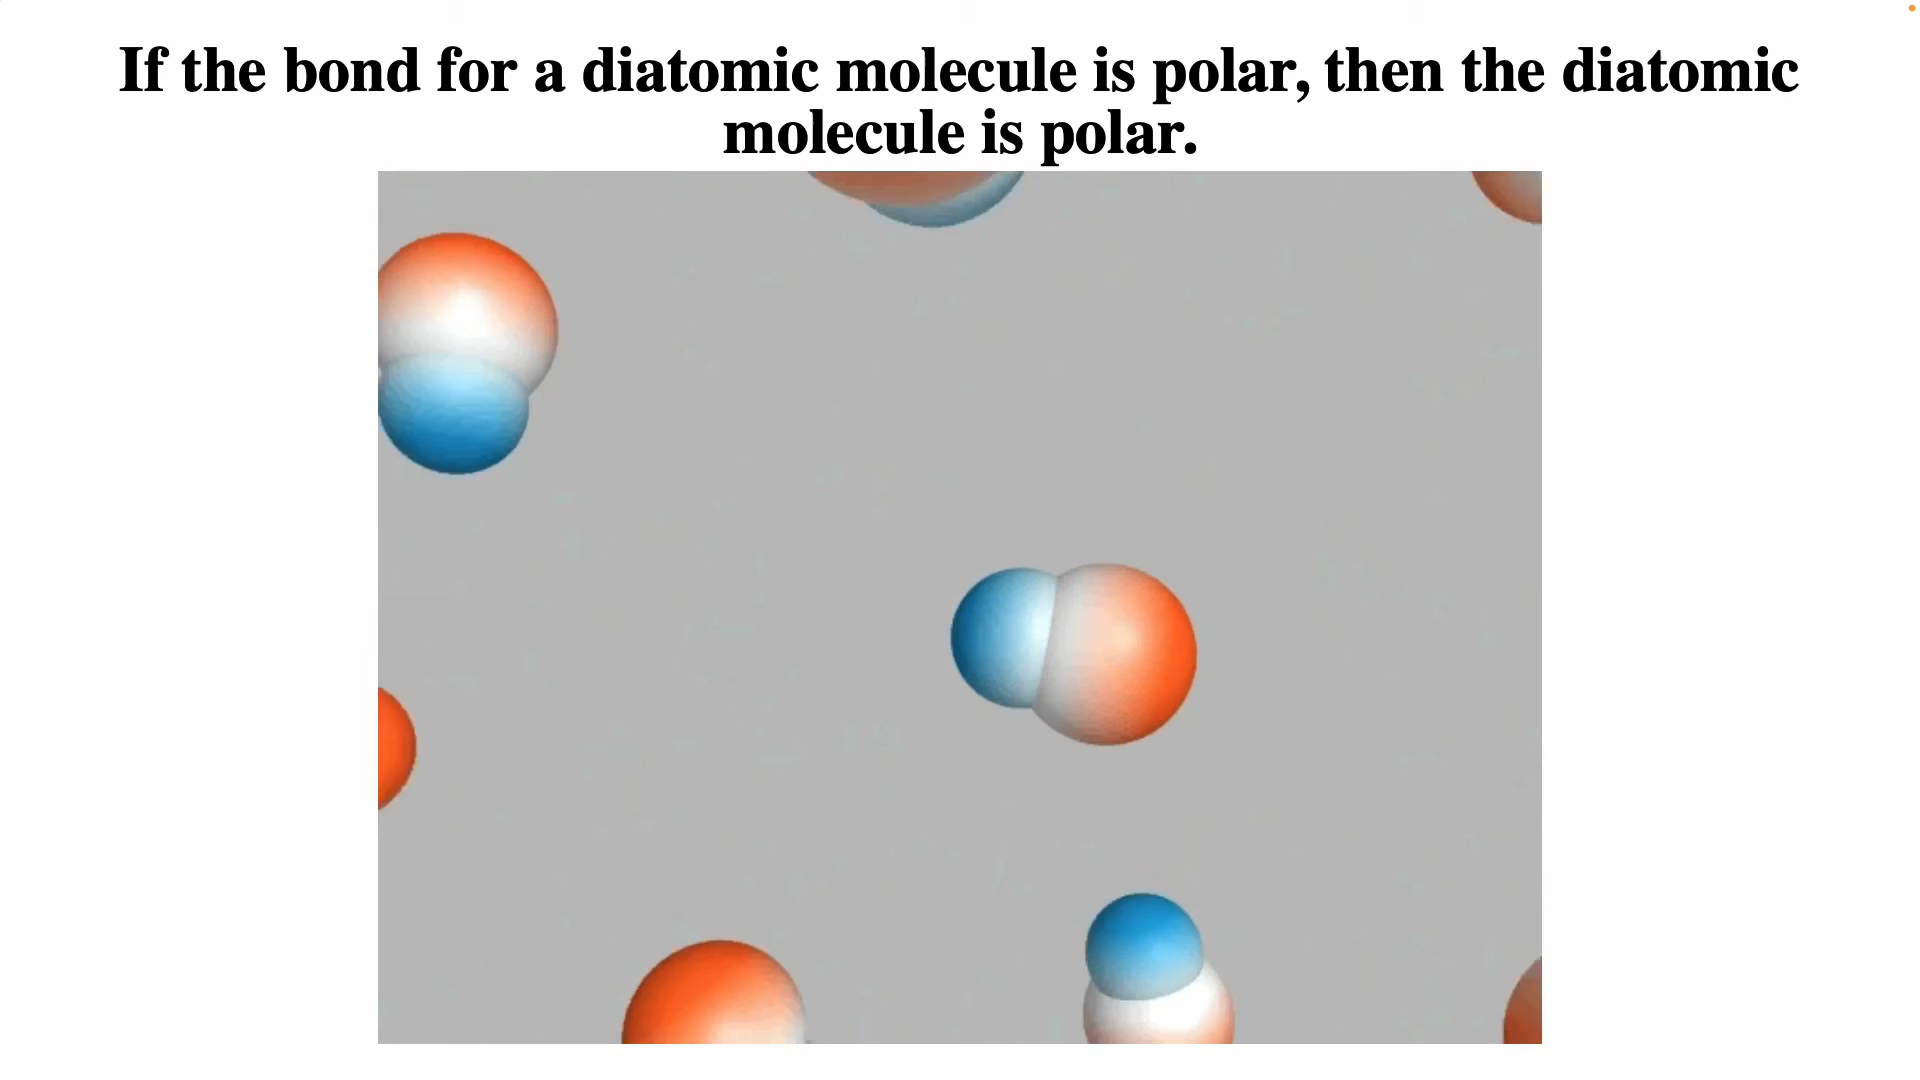 If the bond for a diatomic molecule is polar, then the diatomic
molecule is polar.